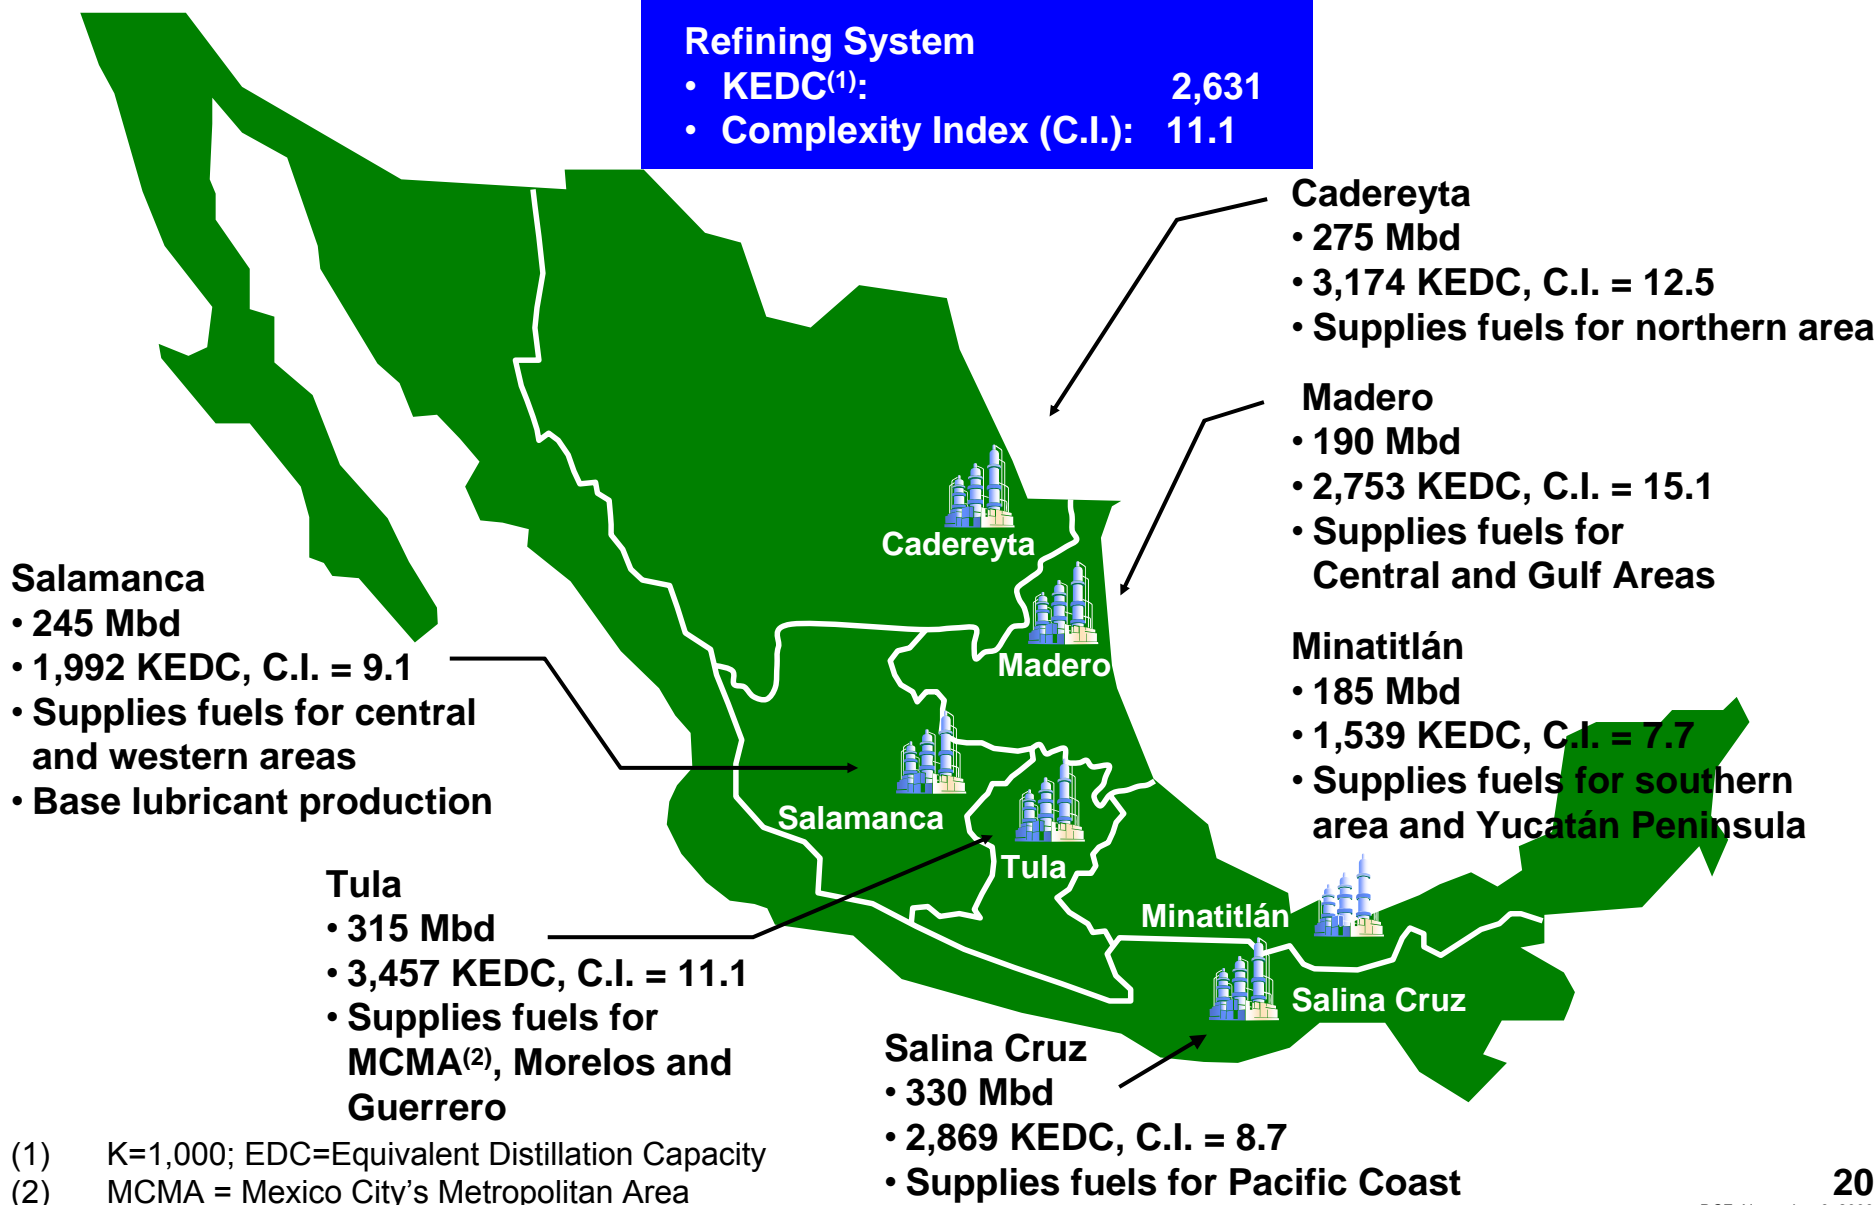 Refining System
• KEDC(1): 2,631
• Complexity Index (C.I.): 11.1
Cadereyta
• 275 Mbd
• 3,174 KEDC, C.I. = 12.5
• Supplies fuels for northern area
Madero
• 190 Mbd
• 2,753 KEDC, C.I. = 15.1
• Supplies fuels for
Central and Gulf Areas
Minatitlán
• 185 Mbd
• 1,539 KEDC, C.I. = 7.7
• Supplies fuels for southern
area and Yucatán Peninsula
Salamanca
• 245 Mbd
• 1,992 KEDC, C.I. = 9.1
• Supplies fuels for central
and western areas
• Base lubricant production
Cadereyta
Madero
Salamanca
Tula
Minatitlán
Salina Cruz
Tula
• 315 Mbd
• 3,457 KEDC, C.I. = 11.1
• Supplies fuels for
MCMA(2), Morelos and
Guerrero
Salina Cruz
• 330 Mbd
• 2,869 KEDC, C.I. = 8.7
• Supplies fuels for Pacific Coast
(1) K=1,000; EDC=Equivalent Distillation Capacity
(2) MCMA = Mexico City's Metropolitan Area
20